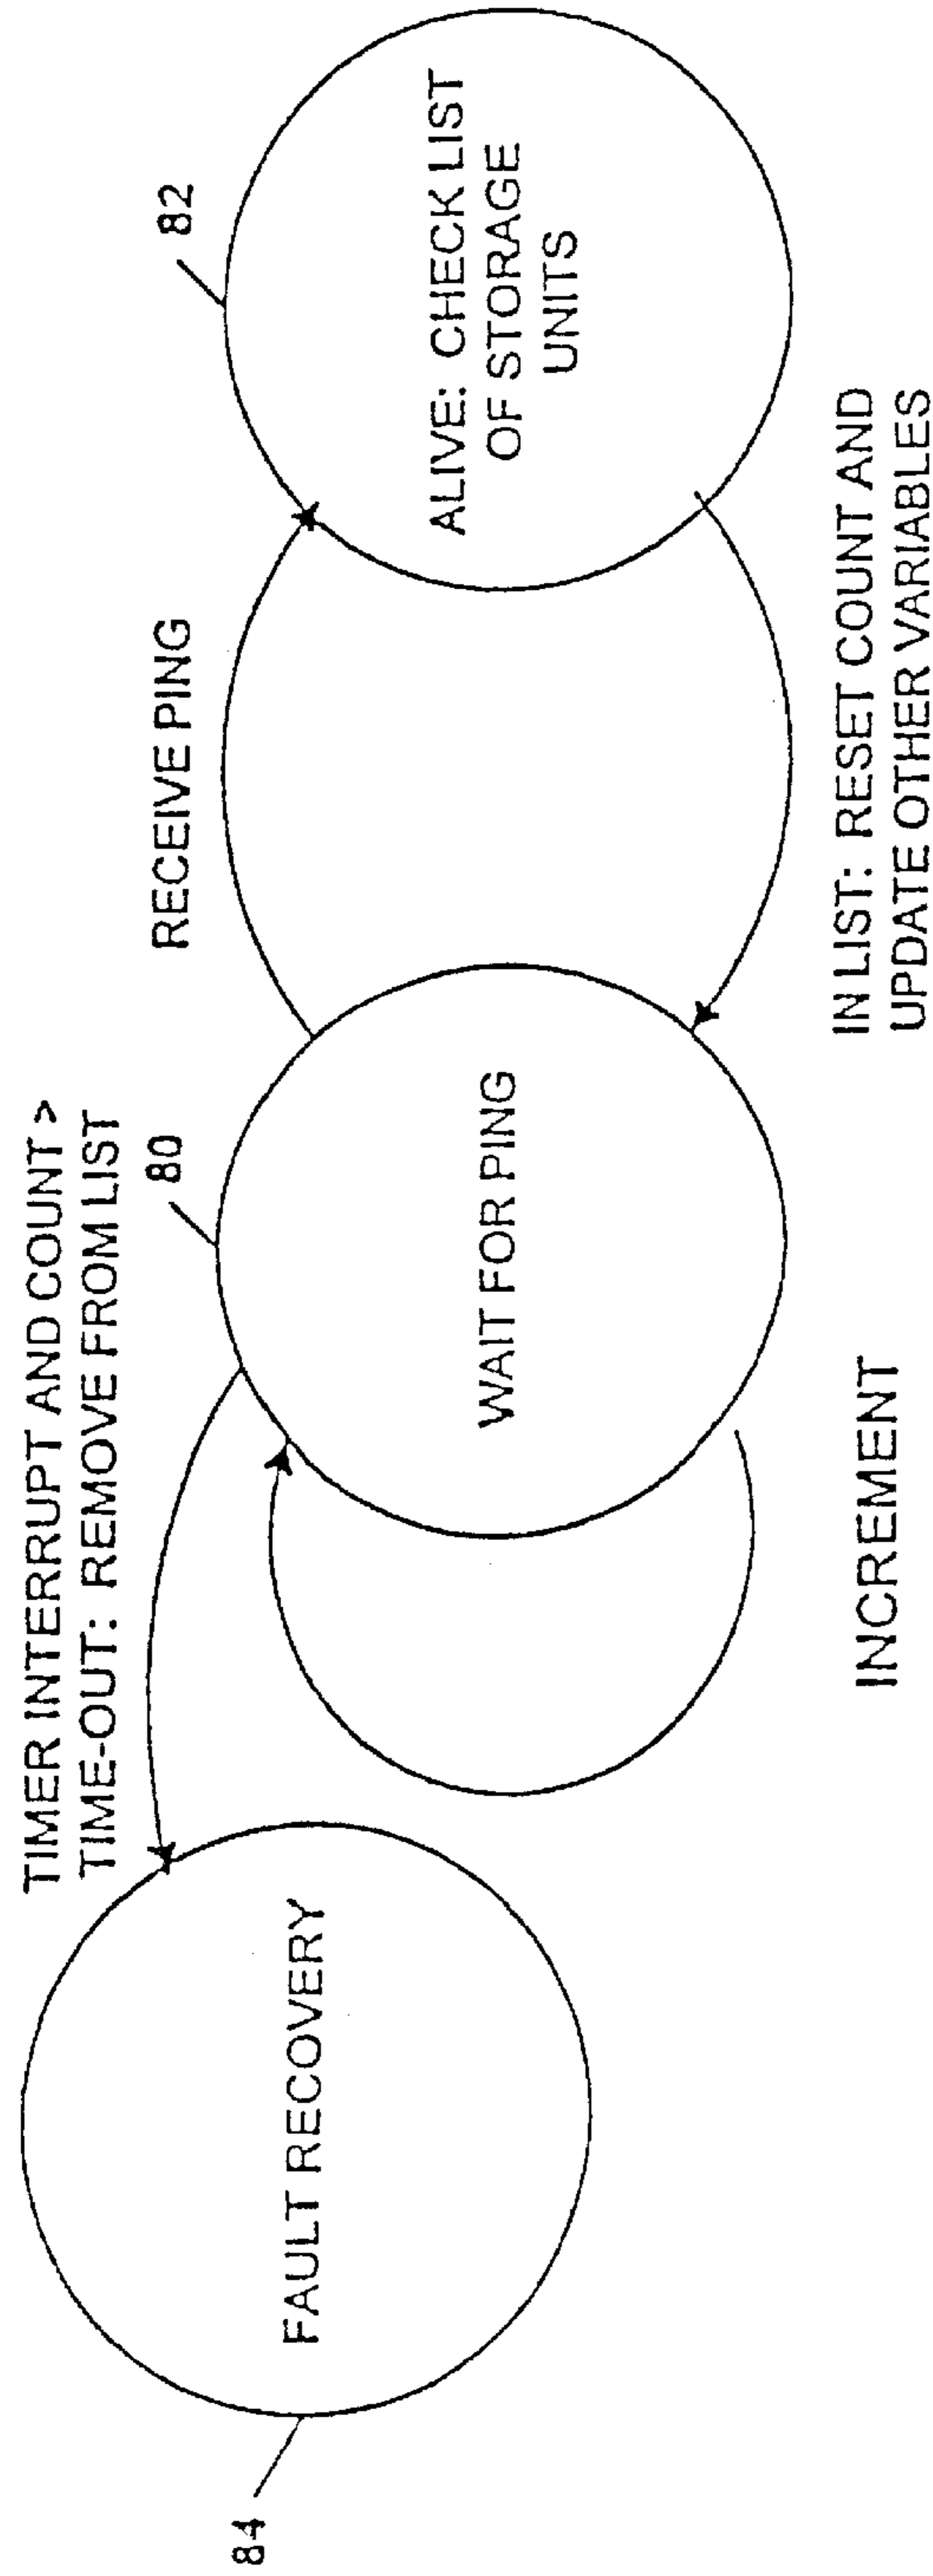 TIMER INTERRUPT AND COUNT >
TIME-OUT: REMOVE FROM LIST
80
RECEIVE PING
82
84
FAULT RECOVERY
WAIT FOR PING
ALIVE: CHECK LIST
OF STORAGE
UNITS
INCREMENT
IN LIST: RESET COUNT AND
UPDATE OTHER VARIABLES